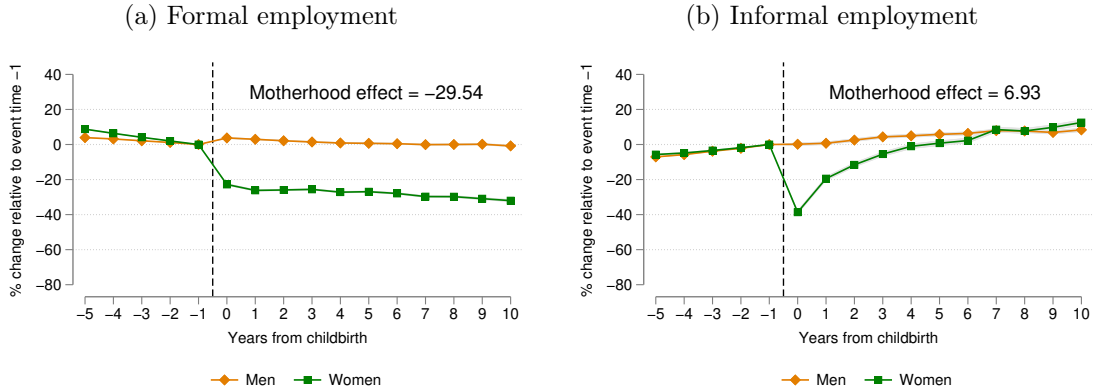 (a) Formal employment
Motherhood effect = −29.54
% change relative to event time −1
40
20
0
−20
−40
−60
−80
−5 −4 −3 −2 −1 0 1 2 3 4 5 6 7 8 9 10
Years from childbirth
Men Women
(b) Informal employment
Motherhood effect = 6.93
% change relative to event time −1
40
20
0
−20
−40
−60
−80
−5 −4 −3 −2 −1 0 1 2 3 4 5 6 7 8 9 10
Years from childbirth
Men Women